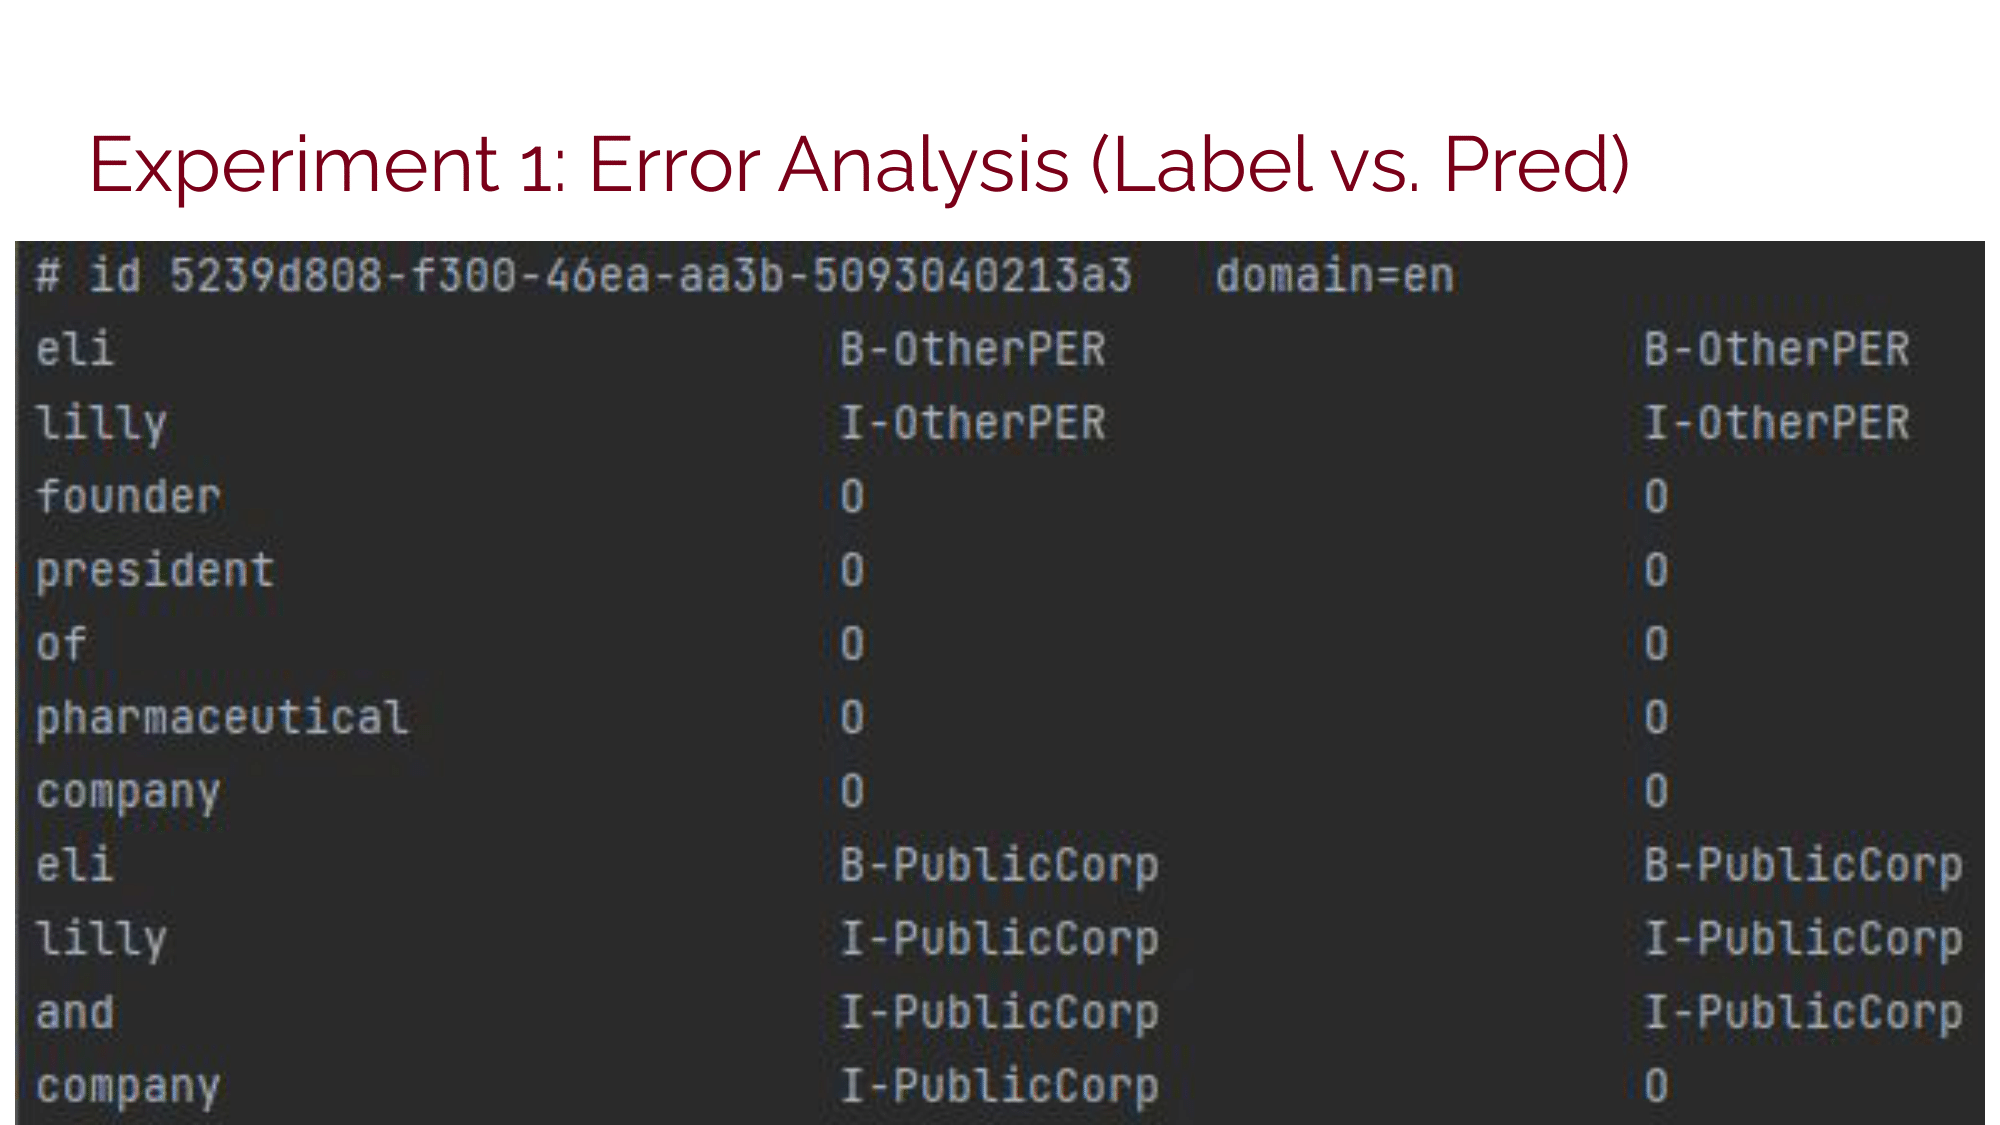 Experiment 1: Error Analysis (Label vs. Pred)
# id 5239d808-f300-46ea-aa3b-5093040213a3 domain=en
eli B-OtherPER B-OtherPER
lilly I-OtherPER I-OtherPER
founder O O
president O O
of O O
pharmaceutical O O
company O O
eli B-PublicCorp B-PublicCorp
lilly I-PublicCorp I-PublicCorp
and I-PublicCorp I-PublicCorp
company I-PublicCorp O